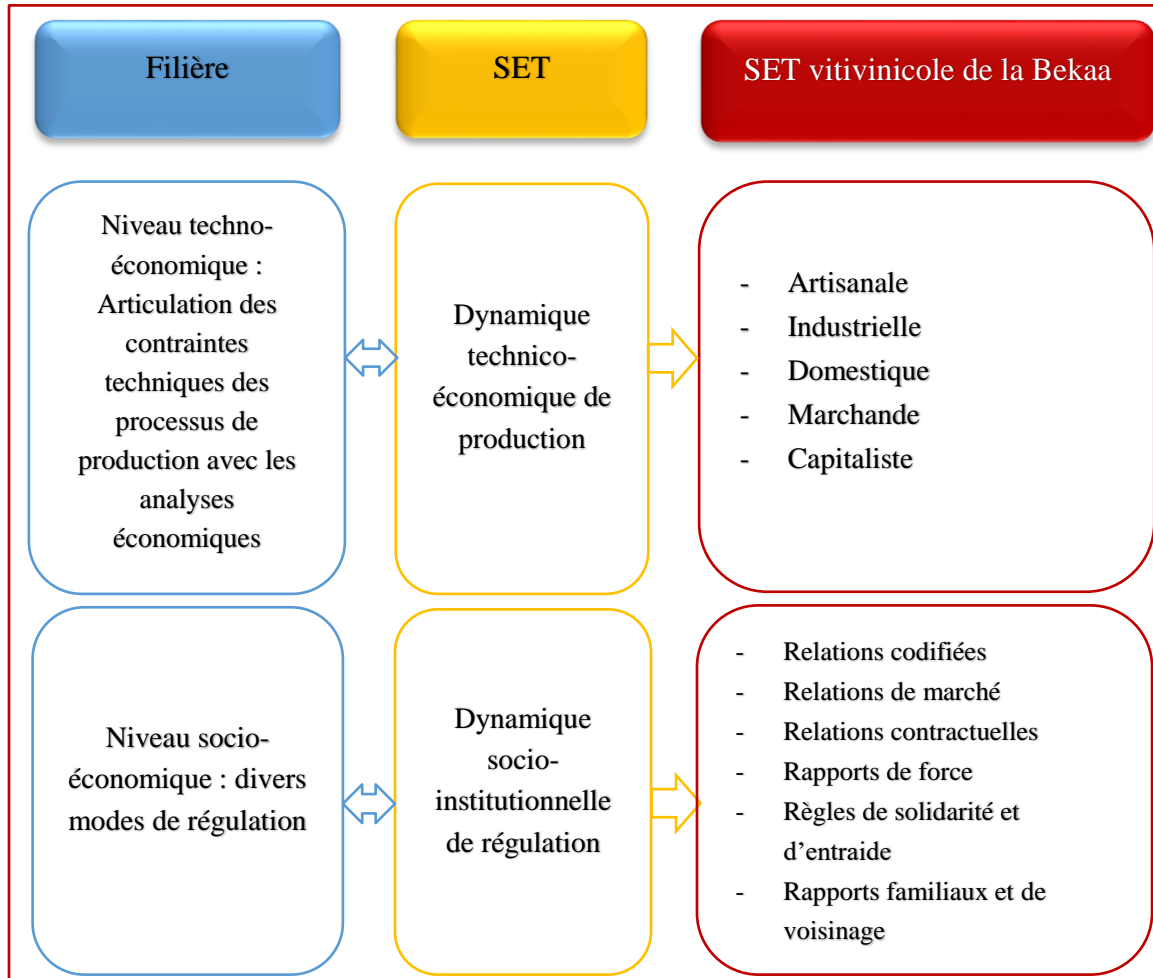 Filière
SET
SET vitivinicole de la Bekaa
Niveau techno-
économique :
Articulation des
contraintes
techniques des
processus de
production avec les
analyses
économiques
Dynamique
technico-
économique de
production
- Artisanale
- Industrielle
- Domestique
- Marchande
- Capitaliste
Niveau socio-
économique : divers
modes de régulation
Dynamique
socio-
institutionnelle
de régulation
- Relations codifiées
- Relations de marché
- Relations contractuelles
- Rapports de force
- Règles de solidarité et
d’entraide
- Rapports familiaux et de
voisinage